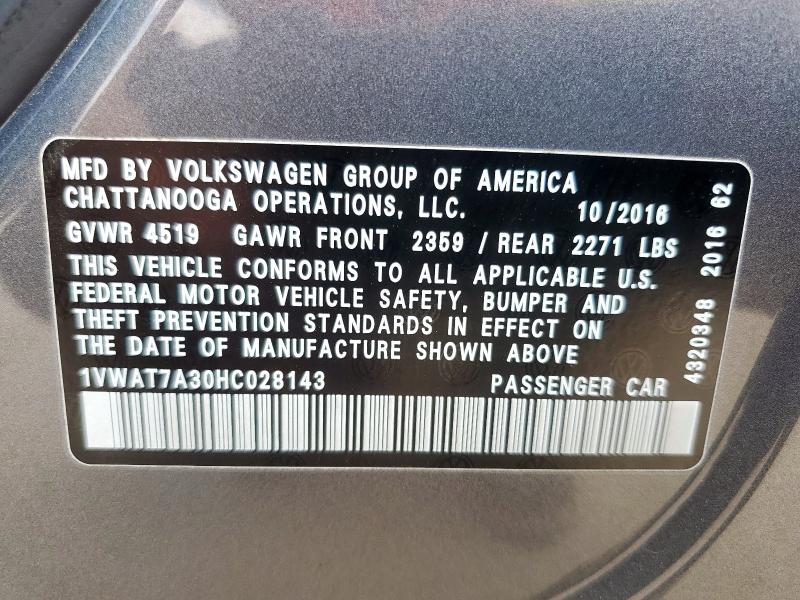 MFD BY VOLKSWAGEN GROUP OF AMERICA
CHATTANOOGA OPERATIONS, LLC. 10/2016
GVWR 4519 GAWR FRONT 2359 / REAR 2271 LBS
THIS VEHICLE CONFORMS TO ALL APPLICABLE U.S.
FEDERAL MOTOR VEHICLE SAFETY, BUMPER AND
THEFT PREVENTION STANDARDS IN EFFECT ON
THE DATE OF MANUFACTURE SHOWN ABOVE
1VWAT7A30HC028143 PASSENGER CAR
4320348 2016 62